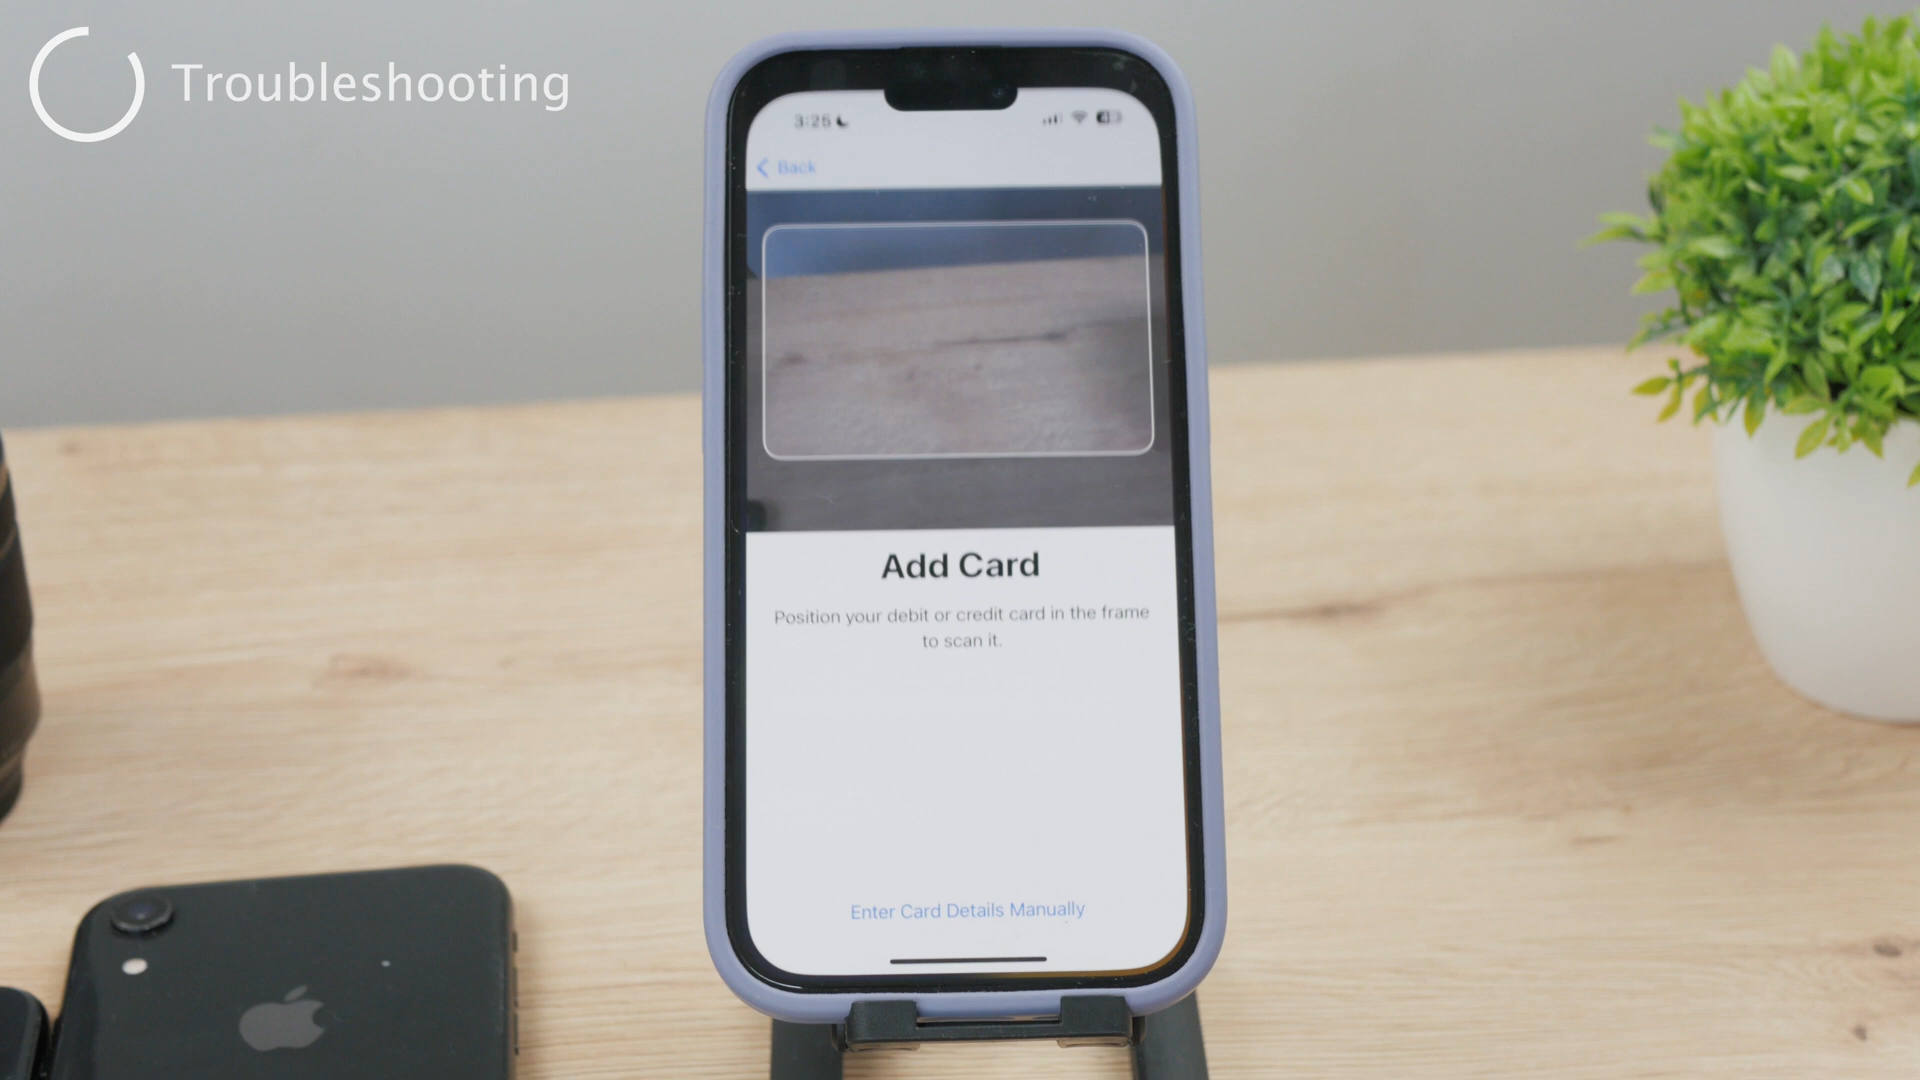 Troubleshooting
3:25
Back
Add Card
Position your debit or credit card in the frame
to scan it.
Enter Card Details Manually